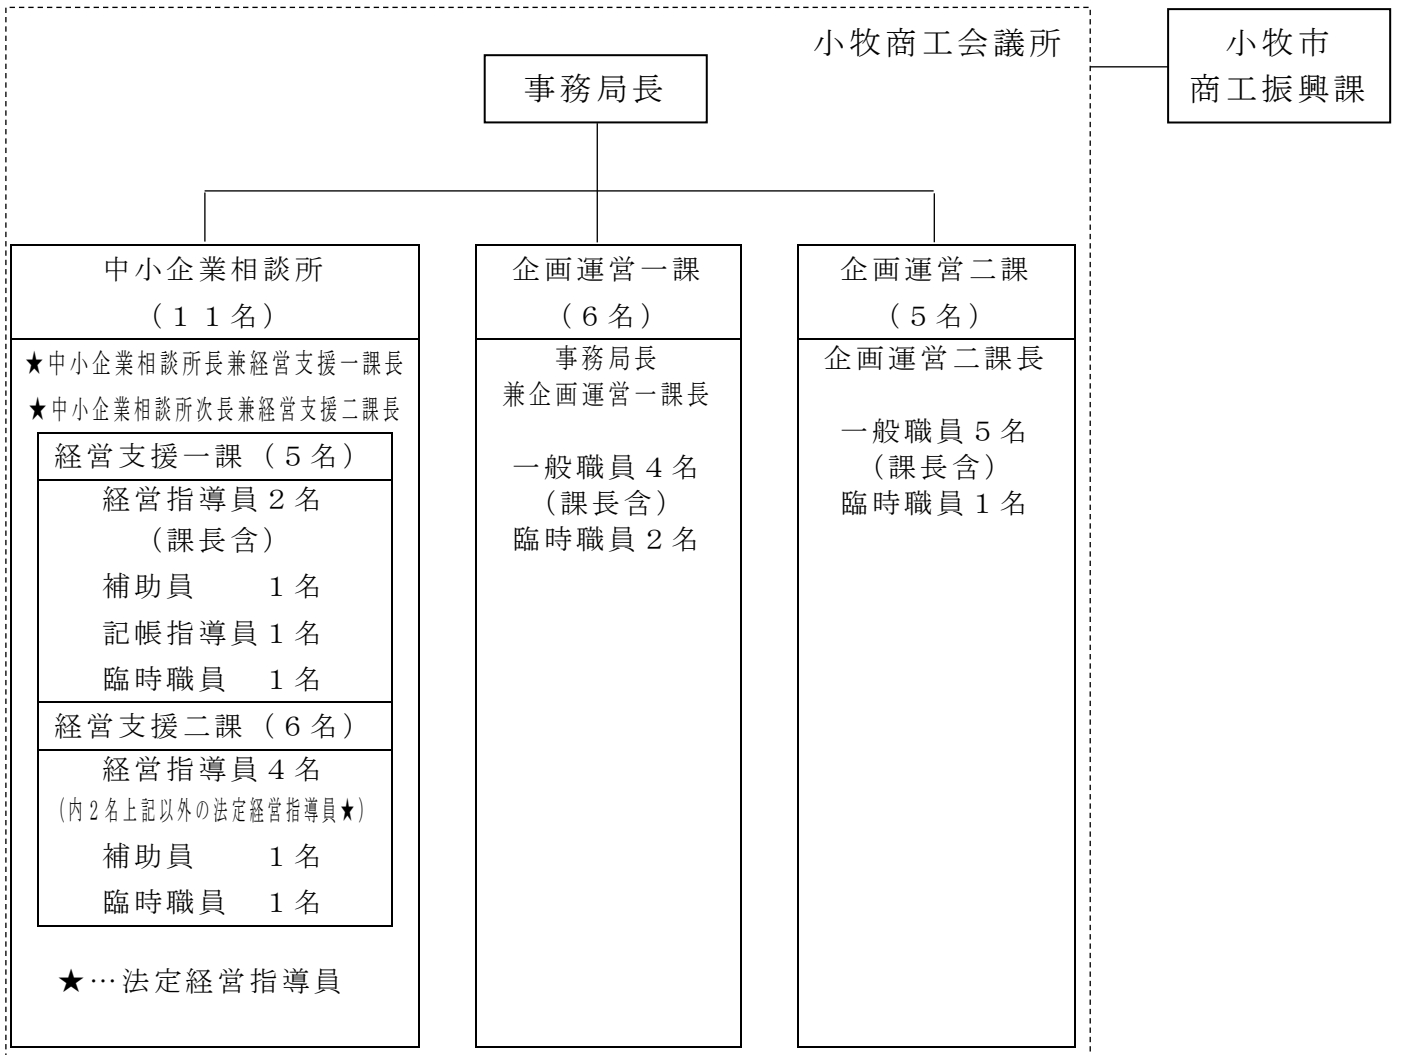 小牧商工会議所
小牧市
商工振興課
事務局長
中小企業相談所
（１１名）
★中小企業相談所長兼経営支援一課長
★中小企業相談所次長兼経営支援二課長
経営支援一課（５名）
経営指導員２名
（課長含）
補助員　　１名
記帳指導員１名
臨時職員　１名
経営支援二課（６名）
経営指導員４名
（内２名上記以外の法定経営指導員★）
補助員　　１名
臨時職員　１名
★…法定経営指導員
企画運営一課
（６名）
事務局長
兼企画運営一課長
一般職員４名
（課長含）
臨時職員２名
企画運営二課
（５名）
企画運営二課長
一般職員５名
（課長含）
臨時職員１名